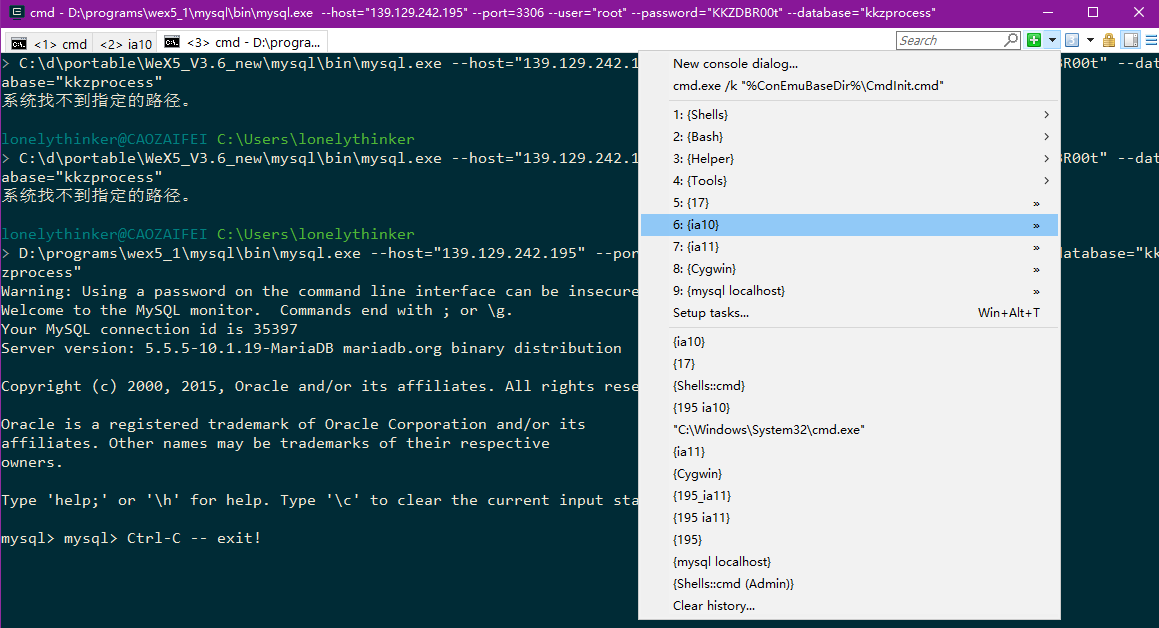 cmd - D:\programs\wex5_1\mysql\bin\mysql.exe --host="139.129.242.195" --port=3306 --user="root" --password="KKZDBR00t" --database="kkzprocess"
<1> cmd <2> ia10 <3> cmd - D:\progra... Search
> C:\d\portable\WeX5_V3.6_new\mysql\bin\mysql.exe --host="139.129.242.1 R00t" --dat
abase="kkzprocess"
系统找不到指定的路径。
lonelythinker@CAOZAIFEI C:\Users\lonelythinker
> C:\d\portable\WeX5_V3.6_new\mysql\bin\mysql.exe --host="139.129.242.1 R00t" --dat
abase="kkzprocess"
系统找不到指定的路径。
lonelythinker@CAOZAIFEI C:\Users\lonelythinker
> D:\programs\wex5_1\mysql\bin\mysql.exe --host="139.129.242.195" --por atabase="kk
zprocess"
Warning: Using a password on the command line interface can be insecure
Welcome to the MySQL monitor.  Commands end with ; or \g.
Your MySQL connection id is 35397
Server version: 5.5.5-10.1.19-MariaDB mariadb.org binary distribution
Copyright (c) 2000, 2015, Oracle and/or its affiliates. All rights rese
Oracle is a registered trademark of Oracle Corporation and/or its
affiliates. Other names may be trademarks of their respective
owners.
Type 'help;' or '\h' for help. Type '\c' to clear the current input sta
mysql> mysql> Ctrl-C -- exit!
New console dialog...
cmd.exe /k "%ConEmuBaseDir%\CmdInit.cmd"
1: {Shells}
2: {Bash}
3: {Helper}
4: {Tools}
5: {17} »
6: {ia10} »
7: {ia11} »
8: {Cygwin} »
9: {mysql localhost} »
Setup tasks... Win+Alt+T
{ia10}
{17}
{Shells::cmd}
{195 ia10}
"C:\Windows\System32\cmd.exe"
{ia11}
{Cygwin}
{195_ia11}
{195 ia11}
{195}
{mysql localhost}
{Shells::cmd (Admin)}
Clear history...